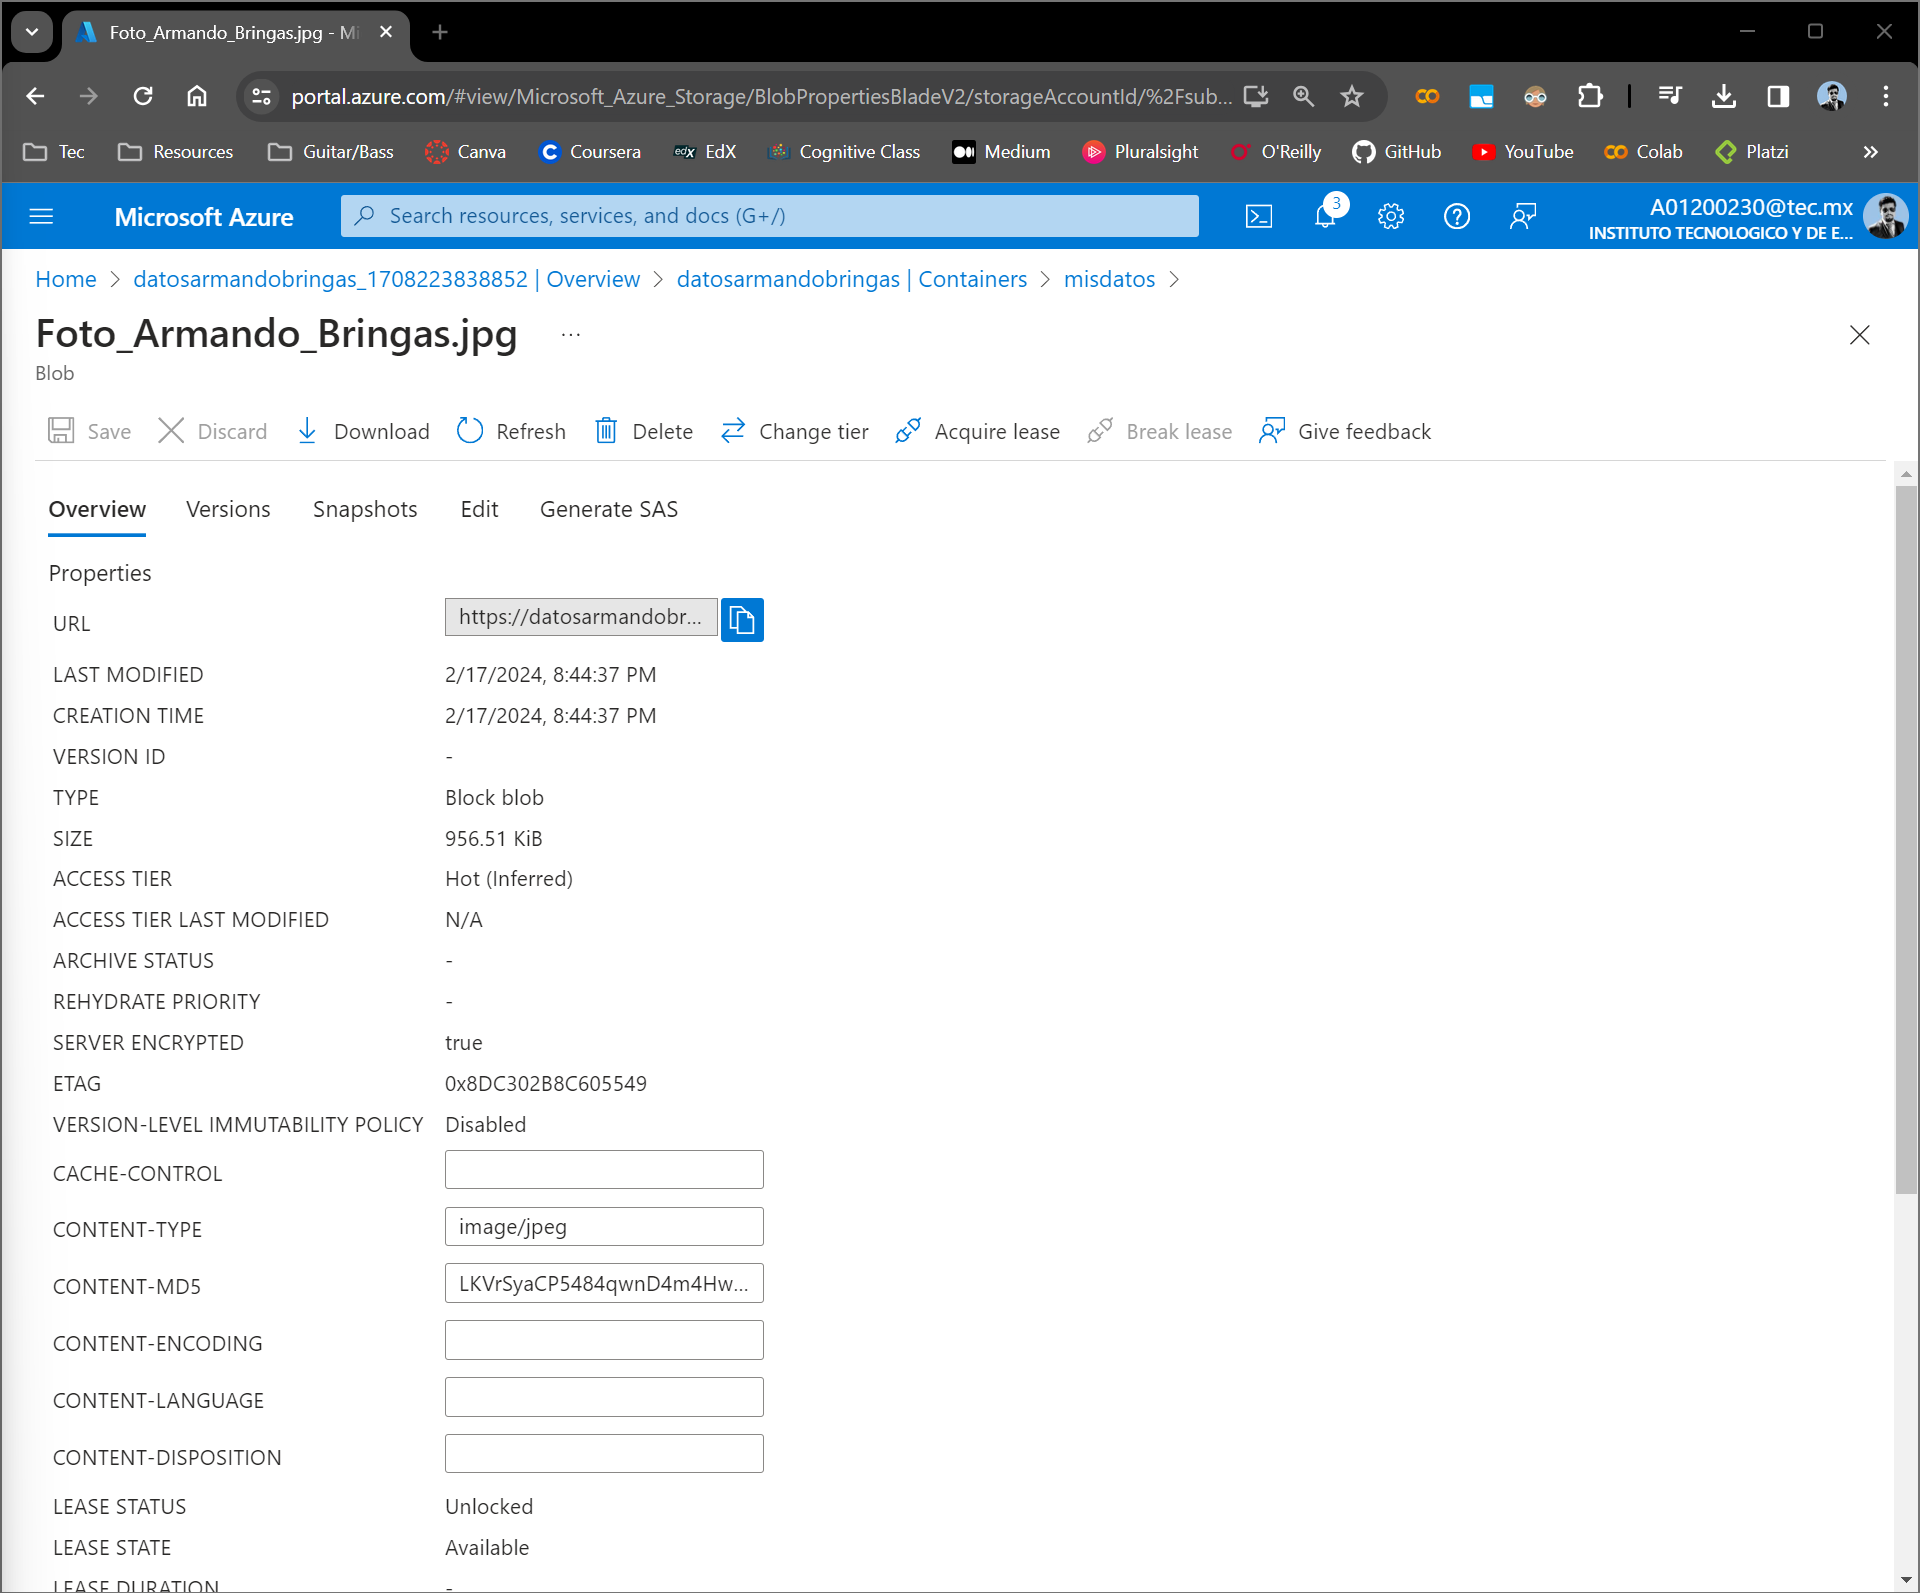 Foto_Armando_Bringas.jpg - Mi
portal.azure.com/#view/Microsoft_Azure_Storage/BlobPropertiesBladeV2/storageAccountId/%2Fsub...
Tec Resources Guitar/Bass Canva Coursera edX EdX Cognitive Class Medium Pluralsight O'Reilly GitHub YouTube Colab Platzi
Microsoft Azure Search resources, services, and docs (G+/) 3 A01200230@tec.mx
INSTITUTO TECNOLOGICO Y DE E...
Home > datosarmandobringas_1708223838852 | Overview > datosarmandobringas | Containers > misdatos >
Foto_Armando_Bringas.jpg ...
Blob
Save Discard Download Refresh Delete Change tier Acquire lease Break lease Give feedback
Overview Versions Snapshots Edit Generate SAS
Properties
URL https://datosarmandobr...
LAST MODIFIED 2/17/2024, 8:44:37 PM
CREATION TIME 2/17/2024, 8:44:37 PM
VERSION ID -
TYPE Block blob
SIZE 956.51 KiB
ACCESS TIER Hot (Inferred)
ACCESS TIER LAST MODIFIED N/A
ARCHIVE STATUS -
REHYDRATE PRIORITY -
SERVER ENCRYPTED true
ETAG 0x8DC302B8C605549
VERSION-LEVEL IMMUTABILITY POLICY Disabled
CACHE-CONTROL
CONTENT-TYPE image/jpeg
CONTENT-MD5 LKVrSyaCP5484qwnD4m4Hw...
CONTENT-ENCODING
CONTENT-LANGUAGE
CONTENT-DISPOSITION
LEASE STATUS Unlocked
LEASE STATE Available
LEASE DURATION -